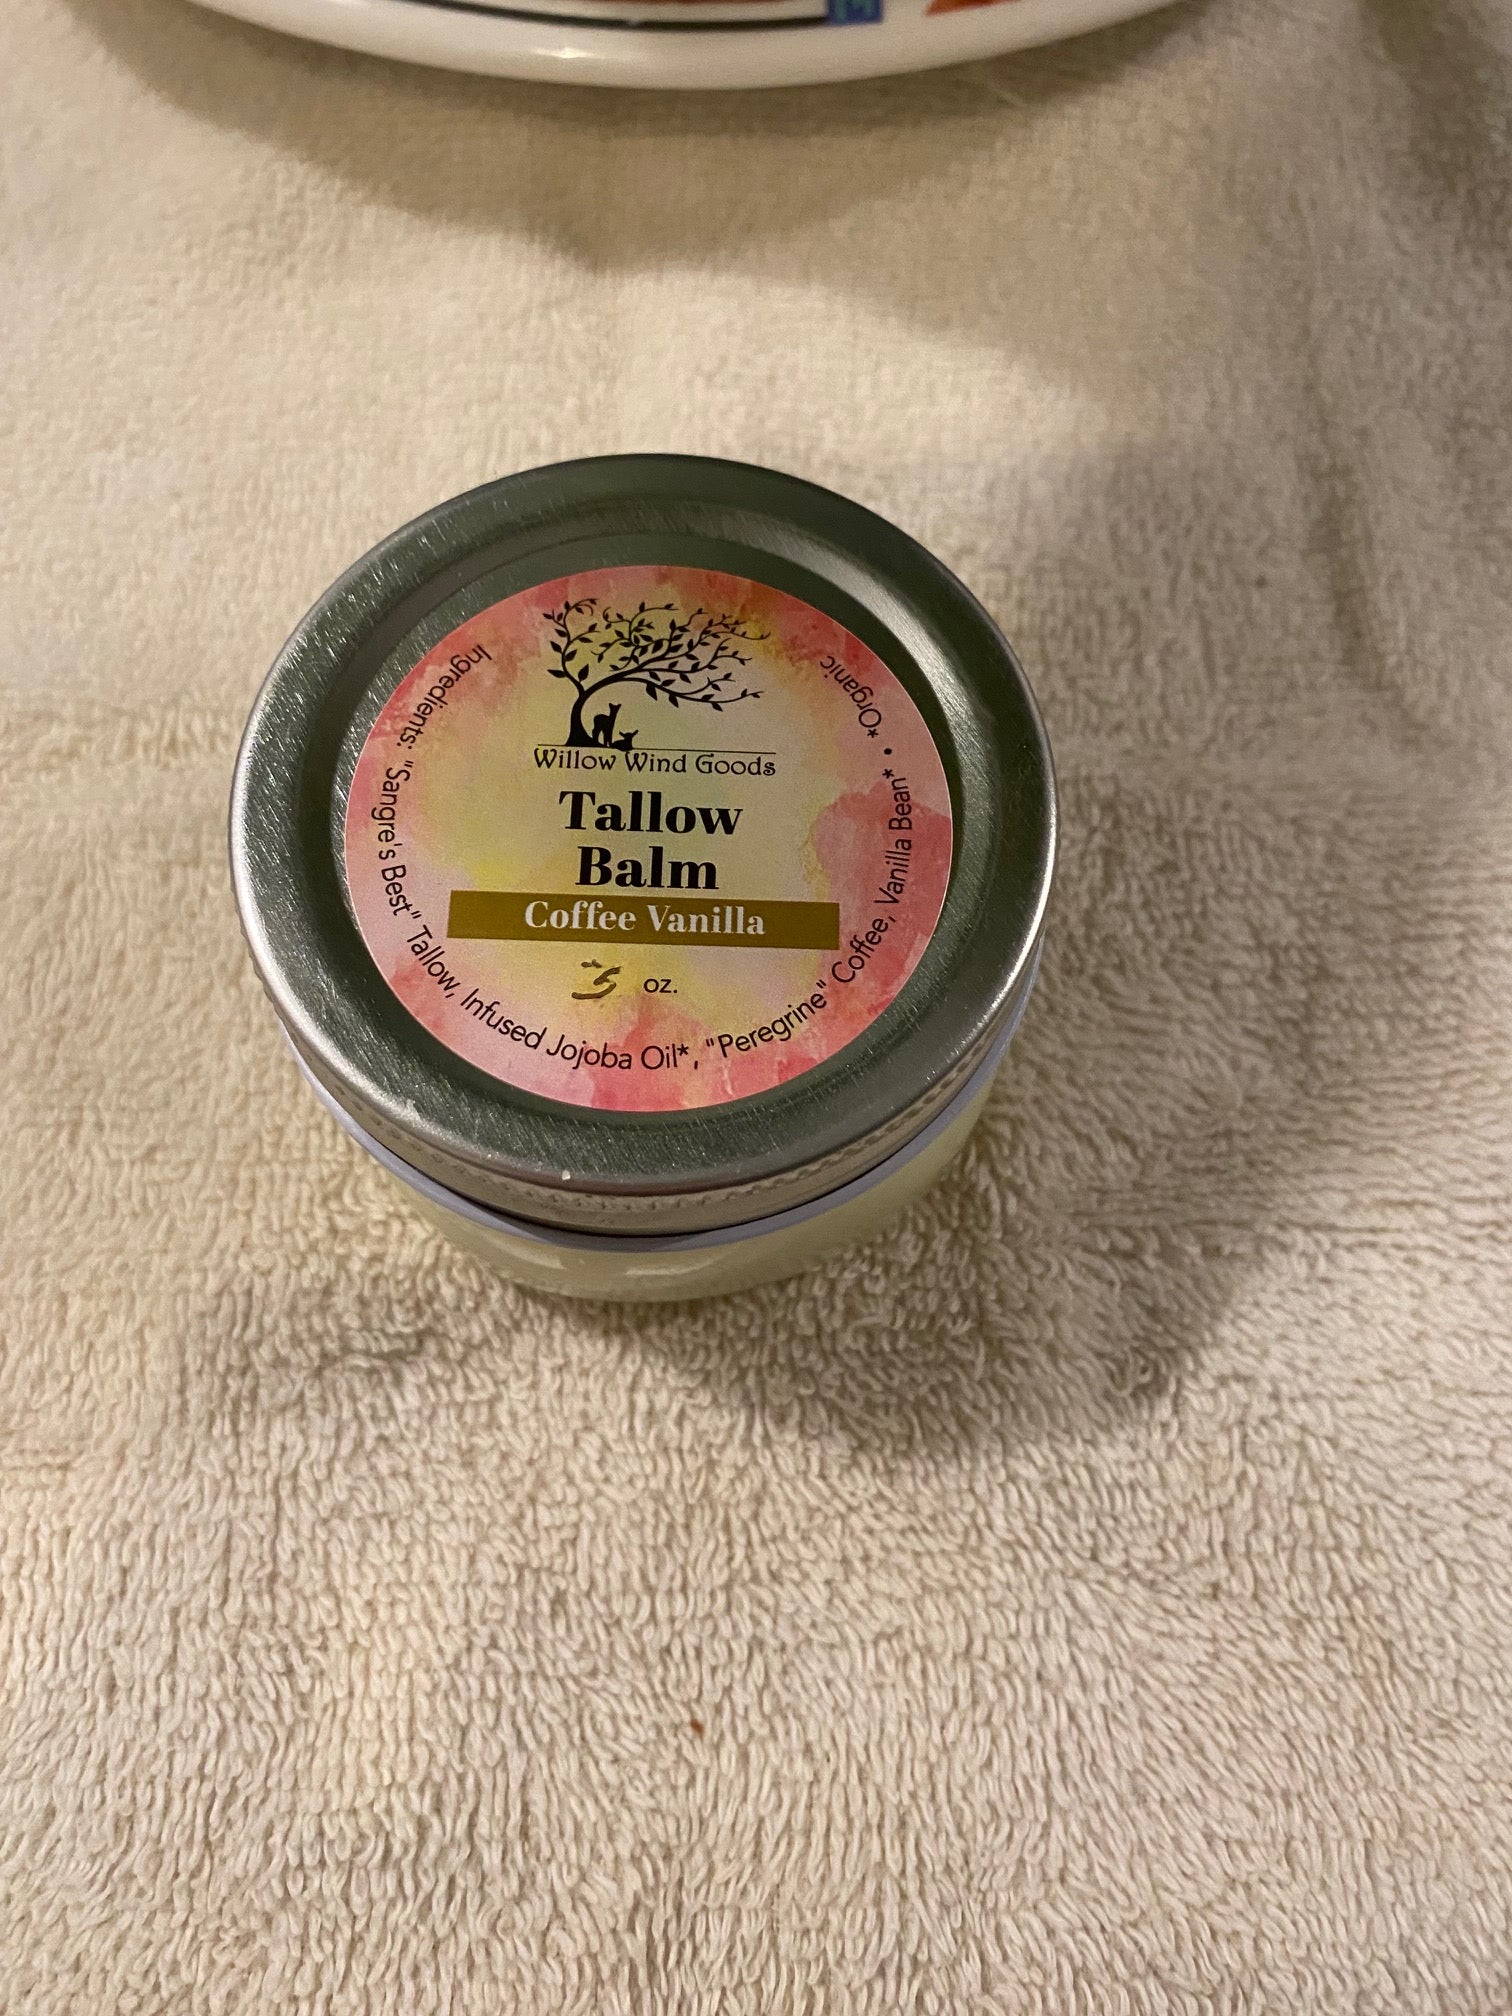 Willow Wind Goods
Tallow
Balm
Coffee Vanilla
oz.
Ingredients: "Sangre's Best" Tallow, Infused Jojoba Oil*, "Peregrine" Coffee, Vanilla Bean* • *Organic